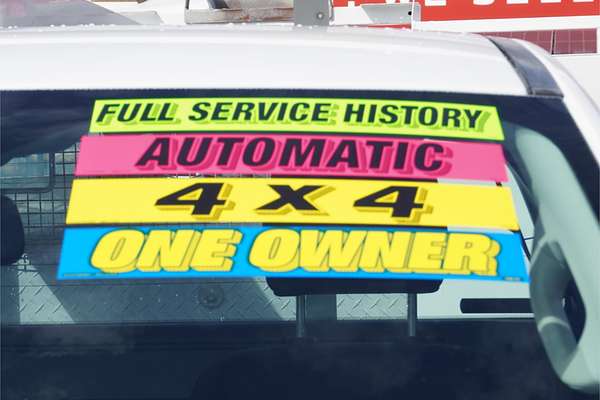 FULL SERVICE HISTORY
AUTOMATIC
4 X 4
ONE OWNER